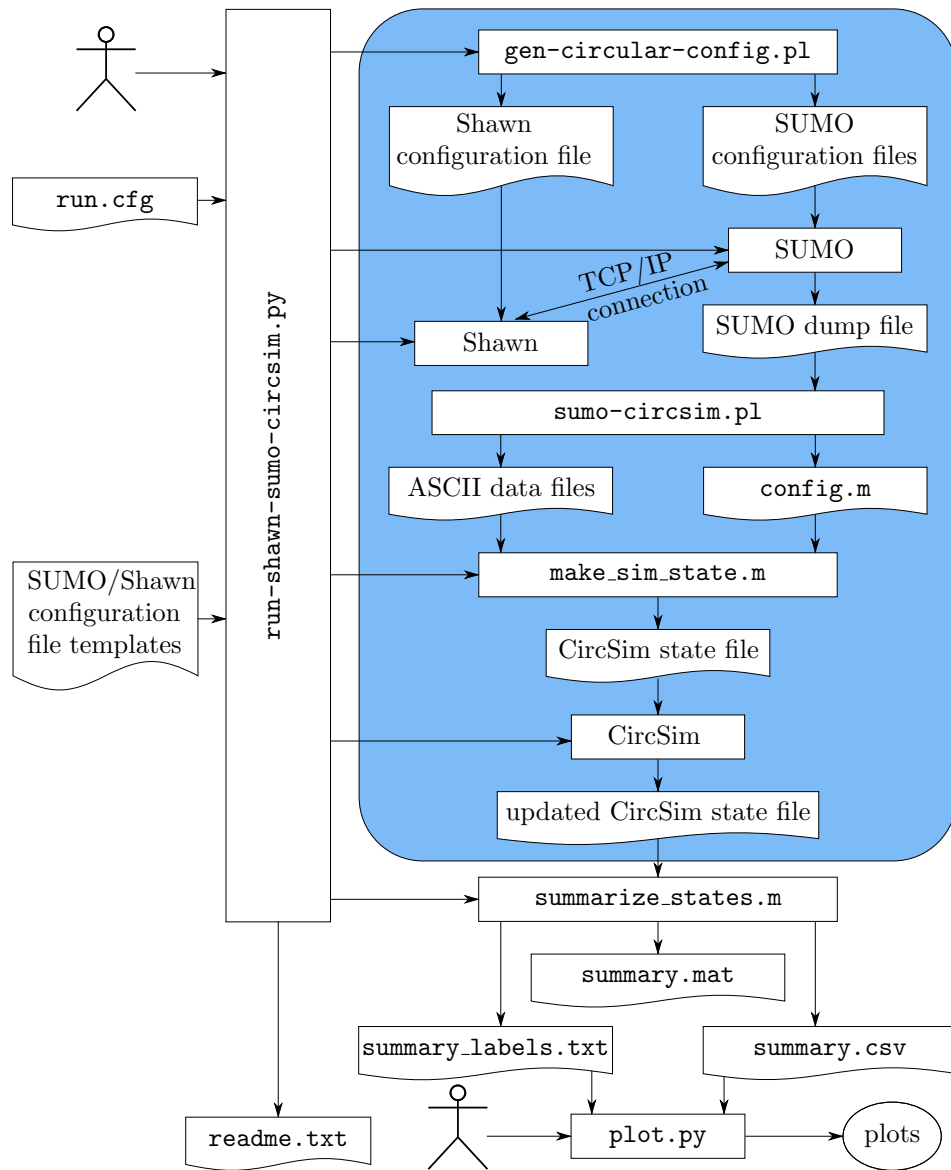 gen-circular-config.pl
Shawn
configuration file
SUMO
configuration files
run.cfg
SUMO
TCP/IP
connection
Shawn
SUMO dump file
run-shawn-sumo-circsim.py
sumo-circsim.pl
ASCII data files
config.m
make_sim_state.m
SUMO/Shawn
configuration
file templates
CircSim state file
CircSim
updated CircSim state file
summarize_states.m
summary.mat
summary_labels.txt
summary.csv
readme.txt
plot.py
plots